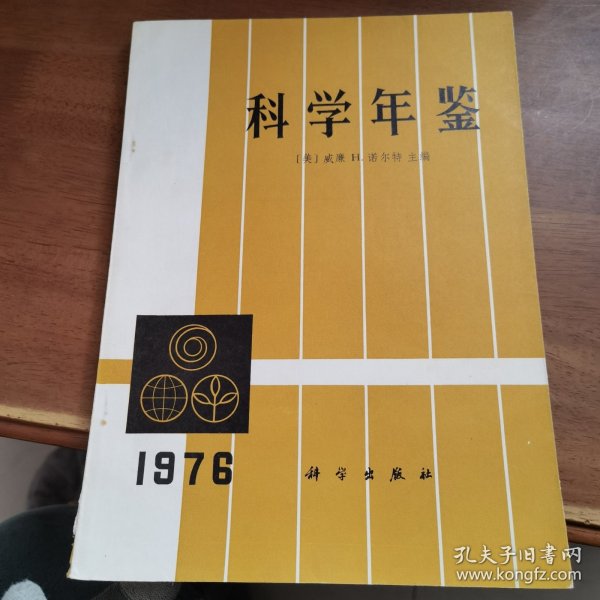 科学年鉴
〔美〕威廉 H. 诺尔特 主编
1976
科学出版社
孔夫子旧书网
www.kongfz.com